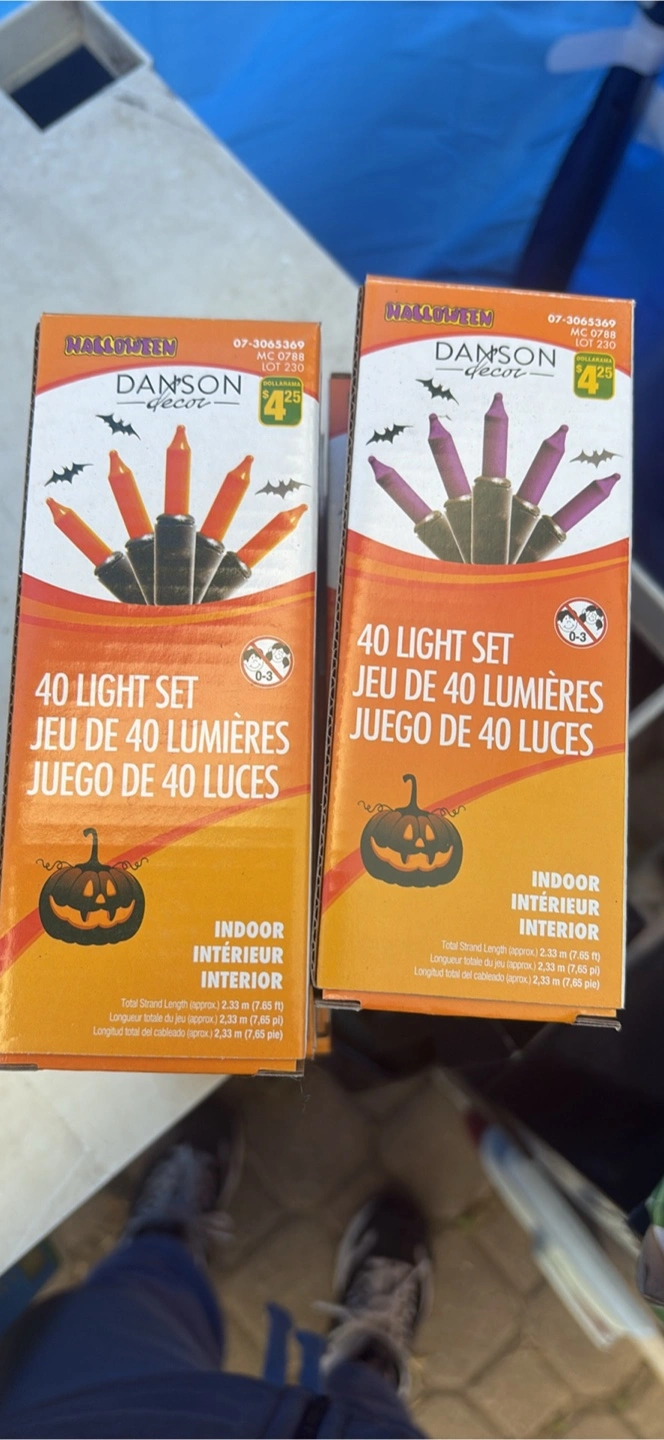 HALLOWEEN
07-3065369
MC 0788
LOT 230
DANSON
decor
DOLLARAMA
$4.25
0-3
40 LIGHT SET
JEU DE 40 LUMIÈRES
JUEGO DE 40 LUCES
INDOOR
INTÉRIEUR
INTERIOR
Total Strand Length (approx.) 2.33 m (7.65 ft)
Longueur totale du jeu (approx.) 2,33 m (7,65 pi)
Longitud total del cableado (aprox.) 2,33 m (7,65 pie)
HALLOWEEN
07-3065369
MC 0788
LOT 230
DANSON
decor
DOLLARAMA
$4.25
0-3
40 LIGHT SET
JEU DE 40 LUMIÈRES
JUEGO DE 40 LUCES
INDOOR
INTÉRIEUR
INTERIOR
Total Strand Length (approx.) 2.33 m (7.65 ft)
Longueur totale du jeu (approx.) 2,33 m (7,65 pi)
Longitud total del cableado (aprox.) 2,33 m (7,65 pie)